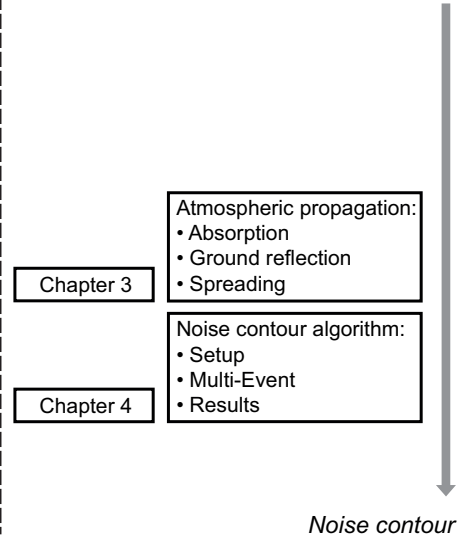 Atmospheric propagation:
• Absorption
• Ground reflection
• Spreading
Chapter 3
Noise contour algorithm:
• Setup
• Multi-Event
• Results
Chapter 4
Noise contour